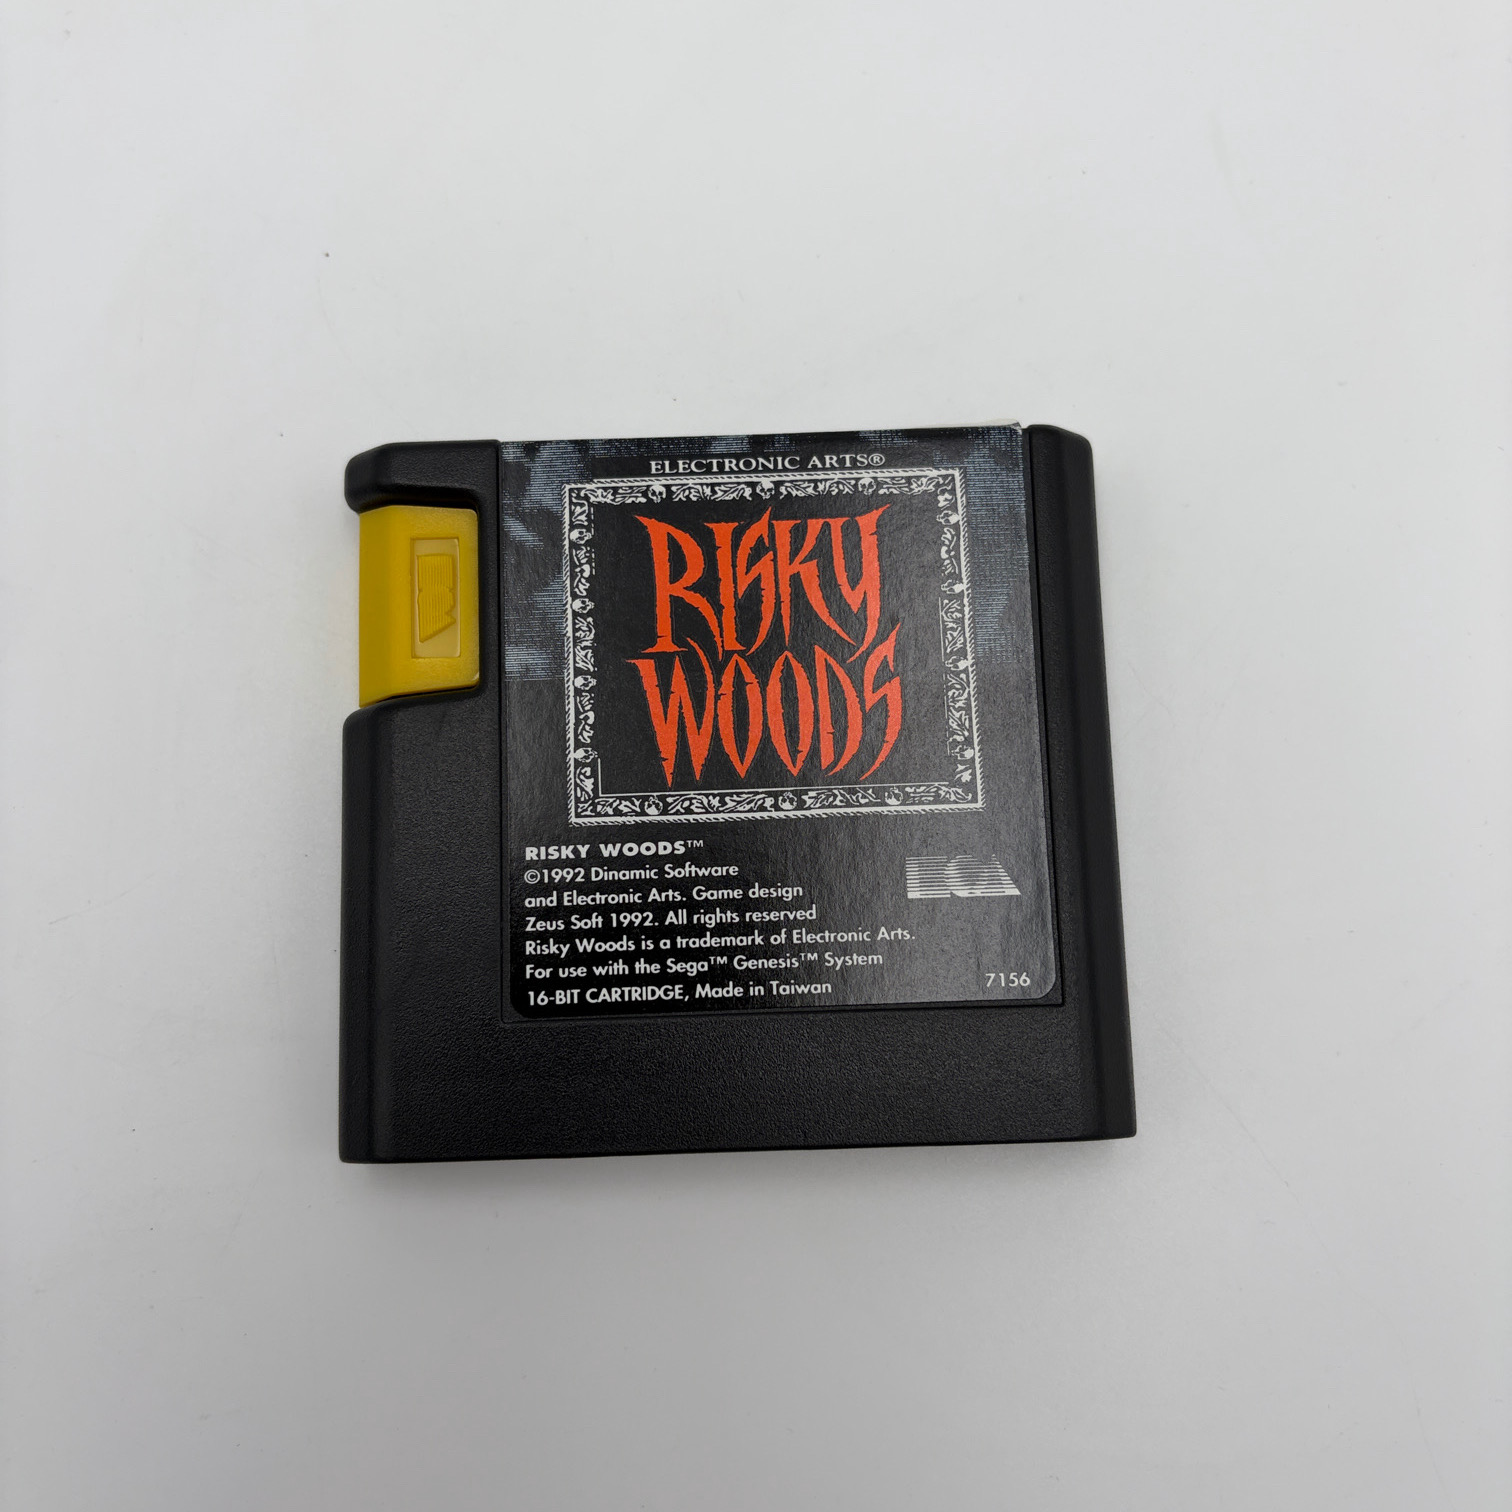 ELECTRONIC ARTS®
RISKY
WOODS
RISKY WOODS™
©1992 Dinamic Software
and Electronic Arts. Game design
Zeus Soft 1992. All rights reserved
Risky Woods is a trademark of Electronic Arts.
For use with the Sega™ Genesis™ System
16-BIT CARTRIDGE, Made in Taiwan
EOA
7156